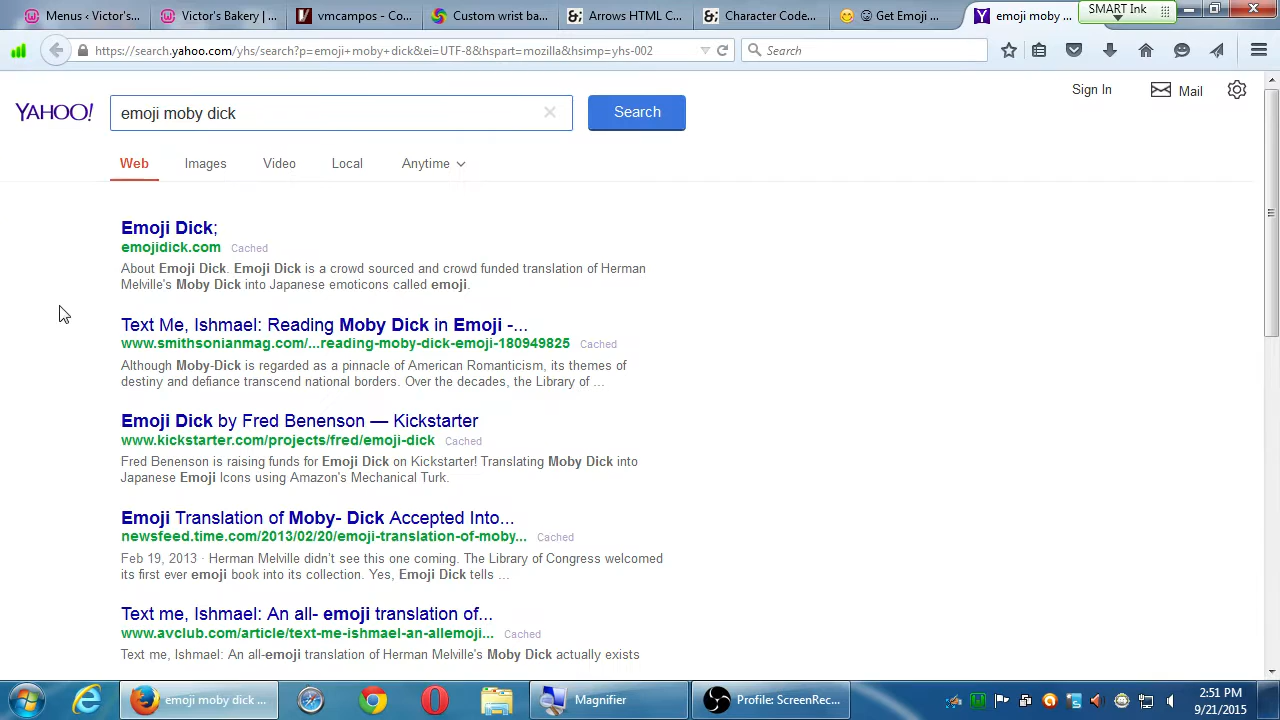 Menus ‹ Victor's...
Victor's Bakery | ...
vmcampos - Co...
Custom wrist ba...
Arrows HTML C...
Character Code...
Get Emoji ...
emoji moby ...
SMART Ink
https://search.yahoo.com/yhs/search?p=emoji+moby+dick&ei=UTF-8&hspart=mozilla&hsimp=yhs-002
Search
Sign In
Mail
YAHOO!
emoji moby dick
Search
Web
Images
Video
Local
Anytime
Emoji Dick;
emojidick.com Cached
About Emoji Dick. Emoji Dick is a crowd sourced and crowd funded translation of Herman
Melville's Moby Dick into Japanese emoticons called emoji.
Text Me, Ishmael: Reading Moby Dick in Emoji -...
www.smithsonianmag.com/...reading-moby-dick-emoji-180949825 Cached
Although Moby-Dick is regarded as a pinnacle of American Romanticism, its themes of
destiny and defiance transcend national borders. Over the decades, the Library of ...
Emoji Dick by Fred Benenson — Kickstarter
www.kickstarter.com/projects/fred/emoji-dick Cached
Fred Benenson is raising funds for Emoji Dick on Kickstarter! Translating Moby Dick into
Japanese Emoji Icons using Amazon's Mechanical Turk.
Emoji Translation of Moby- Dick Accepted Into...
newsfeed.time.com/2013/02/20/emoji-translation-of-moby... Cached
Feb 19, 2013 · Herman Melville didn't see this one coming. The Library of Congress welcomed
its first ever emoji book into its collection. Yes, Emoji Dick tells ...
Text me, Ishmael: An all- emoji translation of...
www.avclub.com/article/text-me-ishmael-an-allemoji... Cached
Text me, Ishmael: An all-emoji translation of Herman Melville's Moby Dick actually exists
emoji moby dick ...
Magnifier
Profile: ScreenRec...
2:51 PM
9/21/2015